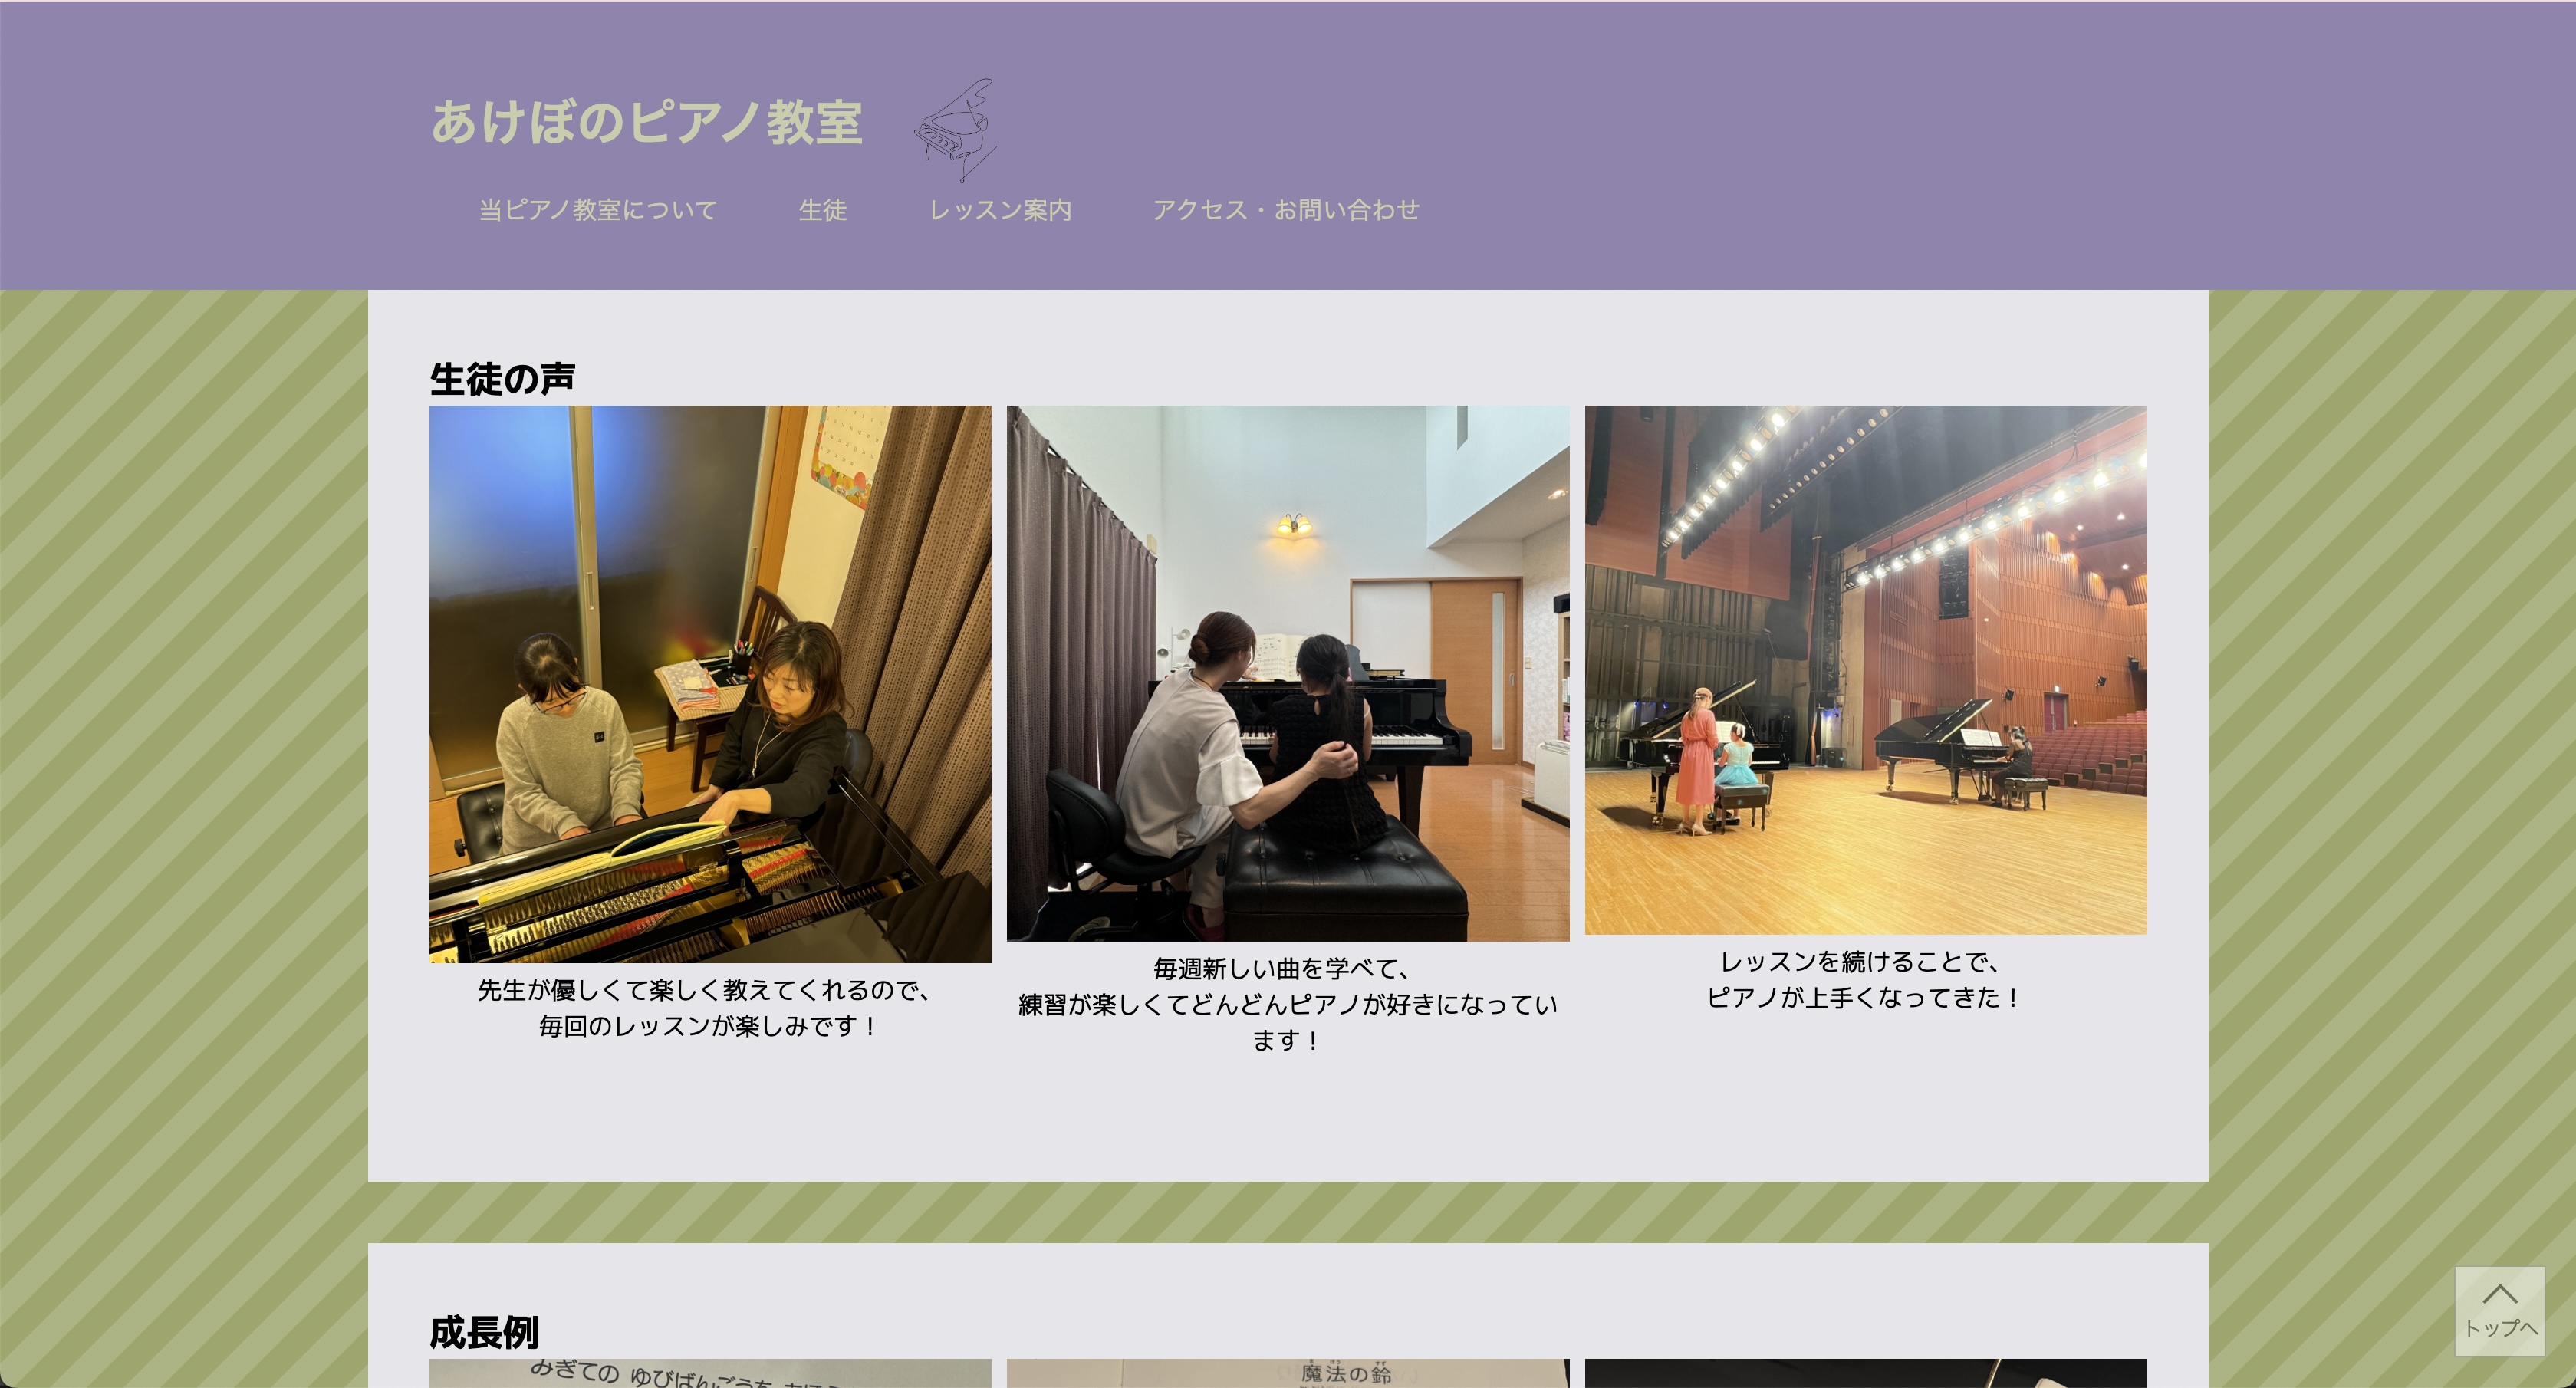 あけぼのピアノ教室
当ピアノ教室について 生徒 レッスン案内 アクセス・お問い合わせ
生徒の声
先生が優しくて楽しく教えてくれるので、
毎回のレッスンが楽しみです！
毎週新しい曲を学べて、
練習が楽しくてどんどんピアノが好きになってい
ます！
レッスンを続けることで、
ピアノが上手くなってきた！
成長例
みぎての ゆびばんごうを
魔法の鈴
トップへ